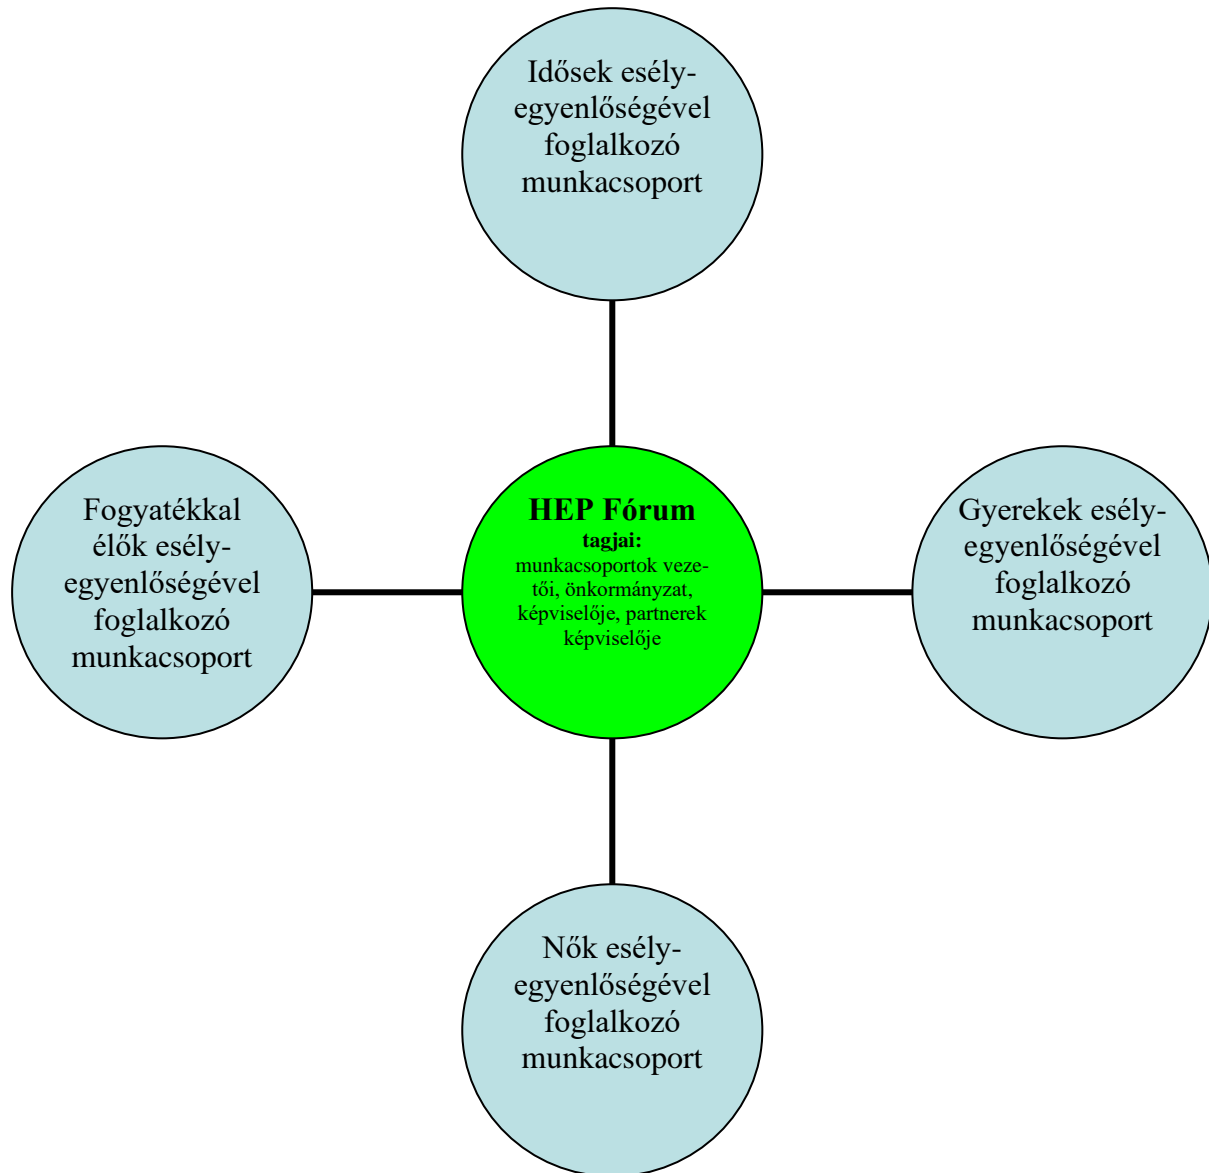 Idősek esély-
egyenlőségével
foglalkozó
munkacsoport
Fogyatékkal
élők esély-
egyenlőségével
foglalkozó
munkacsoport
HEP Fórum
tagjai:
munkacsoportok veze-
tői, önkormányzat,
képviselője, partnerek
képviselője
Gyerekek esély-
egyenlőségével
foglalkozó
munkacsoport
Nők esély-
egyenlőségével
foglalkozó
munkacsoport